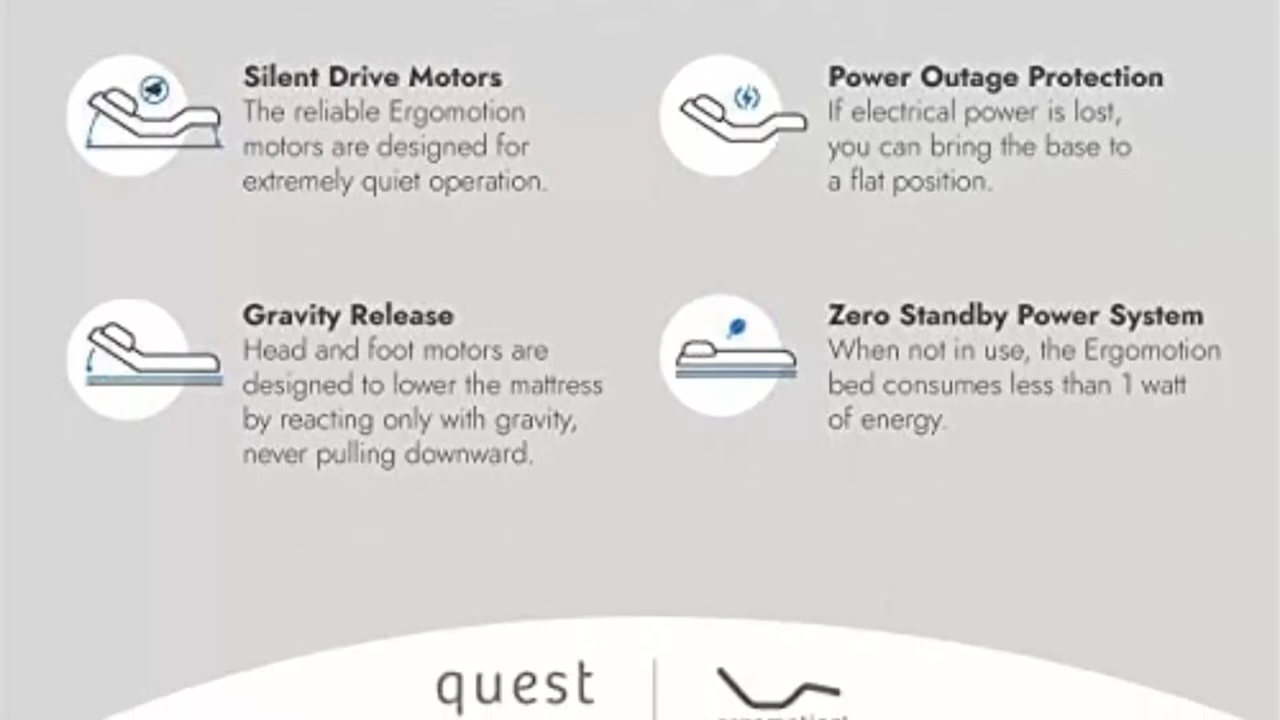 Silent Drive Motors
The reliable Ergomotion
motors are designed for
extremely quiet operation.
Power Outage Protection
If electrical power is lost,
you can bring the base to
a flat position.
Gravity Release
Head and foot motors are
designed to lower the mattress
by reacting only with gravity,
never pulling downward.
Zero Standby Power System
When not in use, the Ergomotion
bed consumes less than 1 watt
of energy.
quest